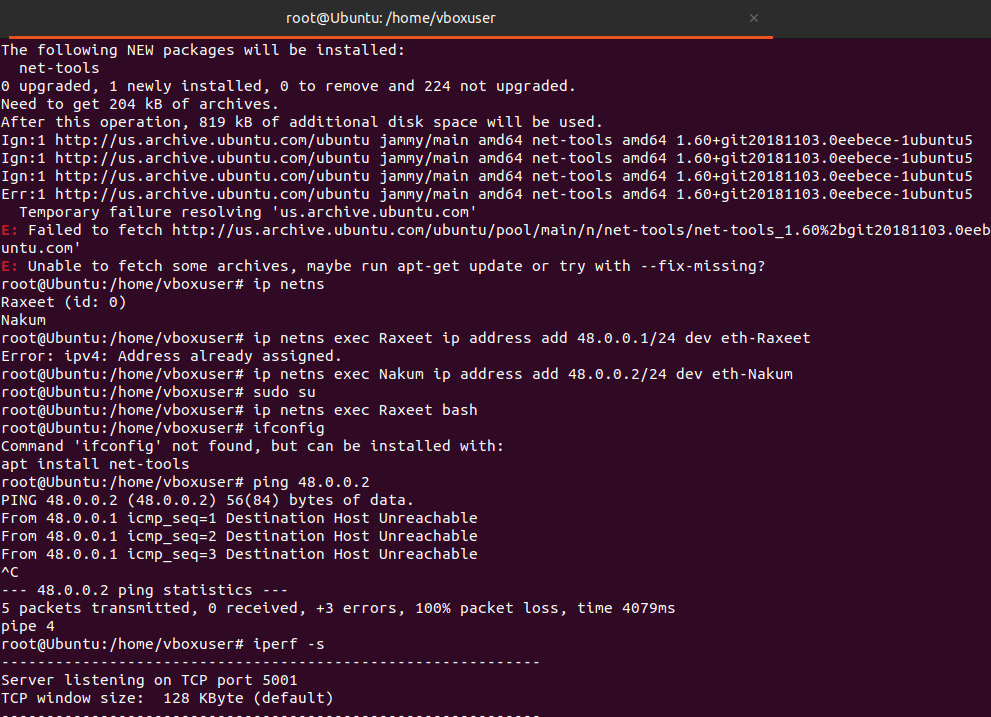 root@Ubuntu: /home/vboxuser
The following NEW packages will be installed:
  net-tools
0 upgraded, 1 newly installed, 0 to remove and 224 not upgraded.
Need to get 204 kB of archives.
After this operation, 819 kB of additional disk space will be used.
Ign:1 http://us.archive.ubuntu.com/ubuntu jammy/main amd64 net-tools amd64 1.60+git20181103.0eebece-1ubuntu5
Ign:1 http://us.archive.ubuntu.com/ubuntu jammy/main amd64 net-tools amd64 1.60+git20181103.0eebece-1ubuntu5
Ign:1 http://us.archive.ubuntu.com/ubuntu jammy/main amd64 net-tools amd64 1.60+git20181103.0eebece-1ubuntu5
Err:1 http://us.archive.ubuntu.com/ubuntu jammy/main amd64 net-tools amd64 1.60+git20181103.0eebece-1ubuntu5
  Temporary failure resolving 'us.archive.ubuntu.com'
E: Failed to fetch http://us.archive.ubuntu.com/ubuntu/pool/main/n/net-tools/net-tools_1.60%2bgit20181103.0eeb
untu.com'
E: Unable to fetch some archives, maybe run apt-get update or try with --fix-missing?
root@Ubuntu:/home/vboxuser# ip netns
Raxeet (id: 0)
Nakum
root@Ubuntu:/home/vboxuser# ip netns exec Raxeet ip address add 48.0.0.1/24 dev eth-Raxeet
Error: ipv4: Address already assigned.
root@Ubuntu:/home/vboxuser# ip netns exec Nakum ip address add 48.0.0.2/24 dev eth-Nakum
root@Ubuntu:/home/vboxuser# sudo su
root@Ubuntu:/home/vboxuser# ip netns exec Raxeet bash
root@Ubuntu:/home/vboxuser# ifconfig
Command 'ifconfig' not found, but can be installed with:
apt install net-tools
root@Ubuntu:/home/vboxuser# ping 48.0.0.2
PING 48.0.0.2 (48.0.0.2) 56(84) bytes of data.
From 48.0.0.1 icmp_seq=1 Destination Host Unreachable
From 48.0.0.1 icmp_seq=2 Destination Host Unreachable
From 48.0.0.1 icmp_seq=3 Destination Host Unreachable
^C
--- 48.0.0.2 ping statistics ---
5 packets transmitted, 0 received, +3 errors, 100% packet loss, time 4079ms
pipe 4
root@Ubuntu:/home/vboxuser# iperf -s
------------------------------------------------------------
Server listening on TCP port 5001
TCP window size:  128 KByte (default)
------------------------------------------------------------